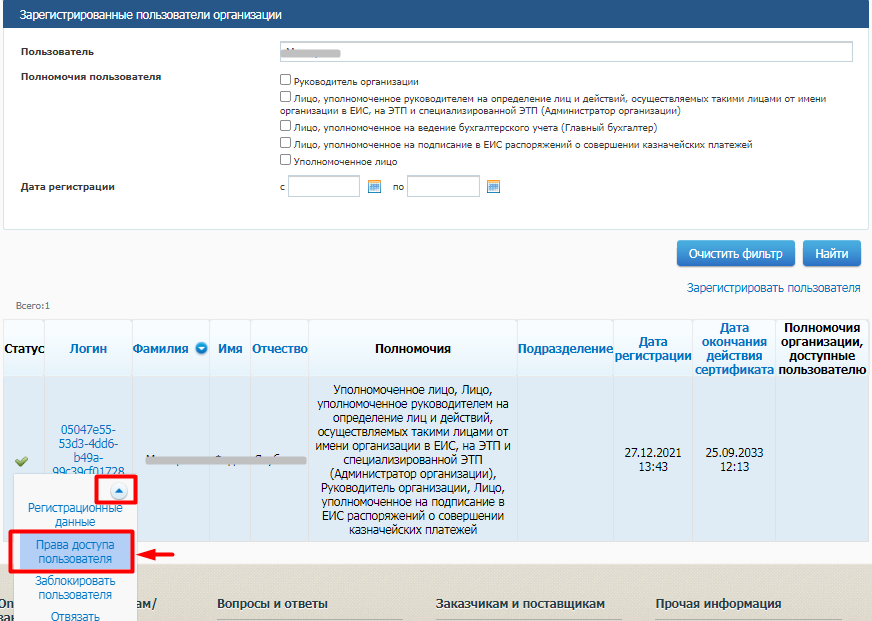 Зарегистрированные пользователи организации
Пользователь
Полномочия пользователя
Руководитель организации
Лицо, уполномоченное руководителем на определение лиц и действий, осуществляемых такими лицами от имени
организации в ЕИС, на ЭТП и специализированной ЭТП (Администратор организации)
Лицо, уполномоченное на ведение бухгалтерского учета (Главный бухгалтер)
Лицо, уполномоченное на подписание в ЕИС распоряжений о совершении казначейских платежей
Уполномоченное лицо
Дата регистрации
с
по
Очистить фильтр
Найти
Зарегистрировать пользователя
Всего:1
Статус
Логин
Фамилия
Имя
Отчество
Полномочия
Подразделение
Дата
регистрации
Дата
окончания
действия
сертификата
Полномочия
организации,
доступные
пользователю
05047e55-
53d3-4dd6-
b49a-
99c39cf01728
Уполномоченное лицо, Лицо,
уполномоченное руководителем на
определение лиц и действий,
осуществляемых такими лицами от
имени организации в ЕИС, на ЭТП и
специализированной ЭТП
(Администратор организации),
Руководитель организации, Лицо,
уполномоченное на подписание в
ЕИС распоряжений о совершении
казначейских платежей
27.12.2021
13:43
25.09.2033
12:13
Регистрационные
данные
Права доступа
пользователя
Заблокировать
пользователя
Отвязать
ам/
Вопросы и ответы
Заказчикам и поставщикам
Прочая информация